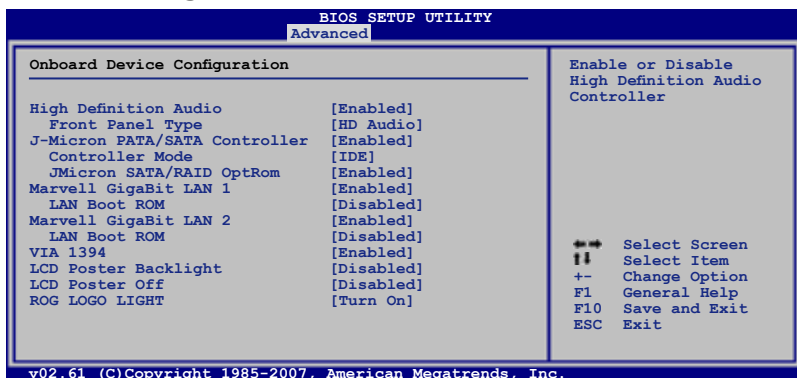 BIOS SETUP UTILITY
Advanced
Onboard Device Configuration
High Definition Audio [Enabled]
Front Panel Type [HD Audio]
J-Micron PATA/SATA Controller [Enabled]
Controller Mode [IDE]
JMicron SATA/RAID OptRom [Enabled]
Marvell GigaBit LAN 1 [Enabled]
LAN Boot ROM [Disabled]
Marvell GigaBit LAN 2 [Enabled]
LAN Boot ROM [Disabled]
VIA 1394 [Enabled]
LCD Poster Backlight [Disabled]
LCD Poster Off [Disabled]
ROG LOGO LIGHT [Turn On]
Enable or Disable
High Definition Audio
Controller
Select Screen
Select Item
+- Change Option
F1 General Help
F10 Save and Exit
ESC Exit
v02.61 (C)Copyright 1985-2007, American Megatrends, Inc.